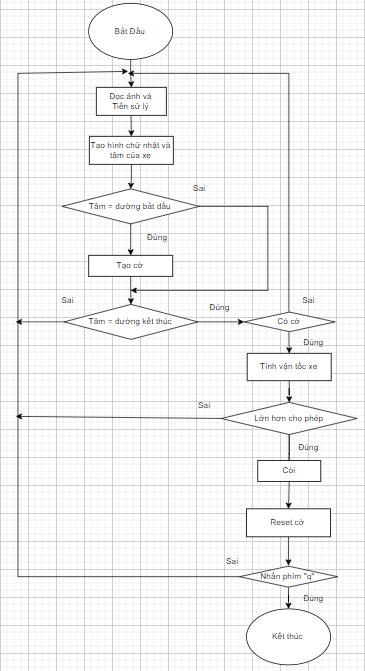 Bắt Đầu
Đọc ảnh và
Tiền sử lý
Tạo hình chữ nhật và
tâm của xe
Sai
Tâm = đường bắt đầu
Đúng
Tạo cờ
Sai
Đúng
Sai
Tâm = đường kết thúc
Có cờ
Đúng
Tính vận tốc xe
Sai
Lớn hơn cho phép
Đúng
Còi
Reset cờ
Sai
Nhấn phím "q"
Đúng
Kết thúc